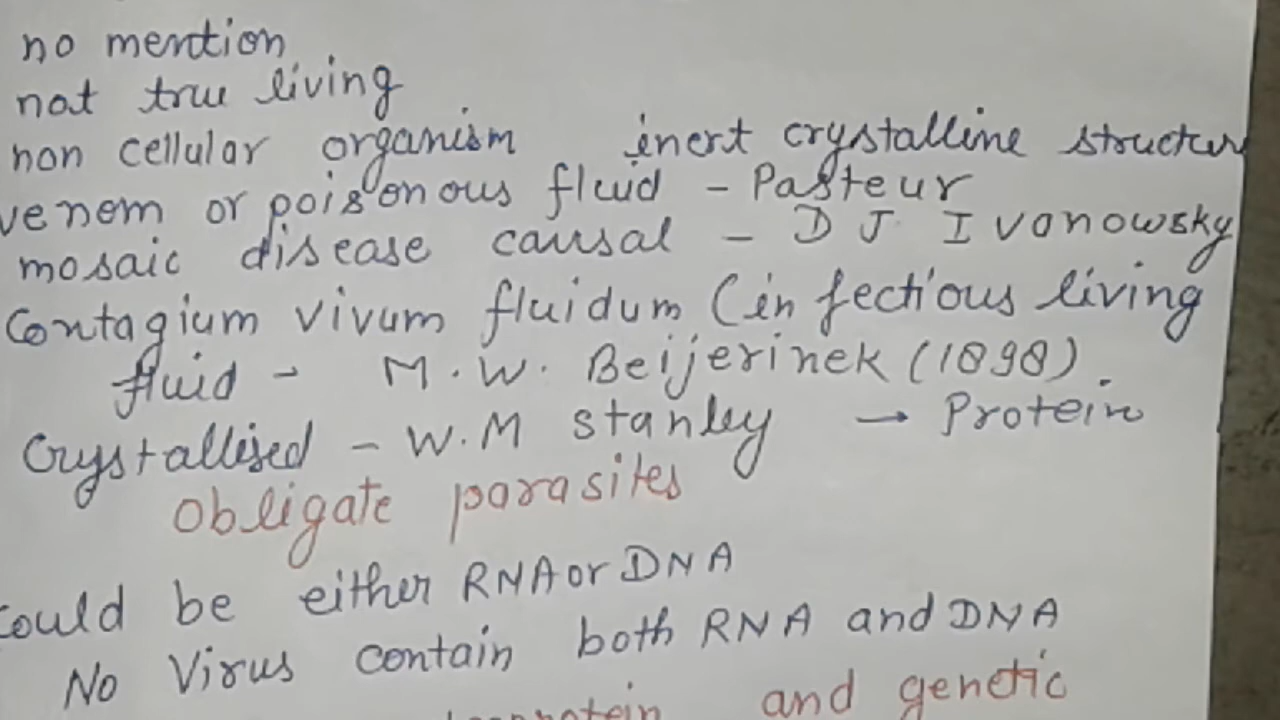 no mention
not true living
non cellular organism inert crystalline structur
venom or poisonous fluid - Pasteur
mosaic disease causal - D J Ivanowsky
Contagium vivum fluidum (infectious living
fluid - M.W. Beijerinek (1898).
Crystallised - W.M stanley → Protein
Obligate parasites
Could be either RNA or DNA
No Virus contain both RNA and DNA
and genetic